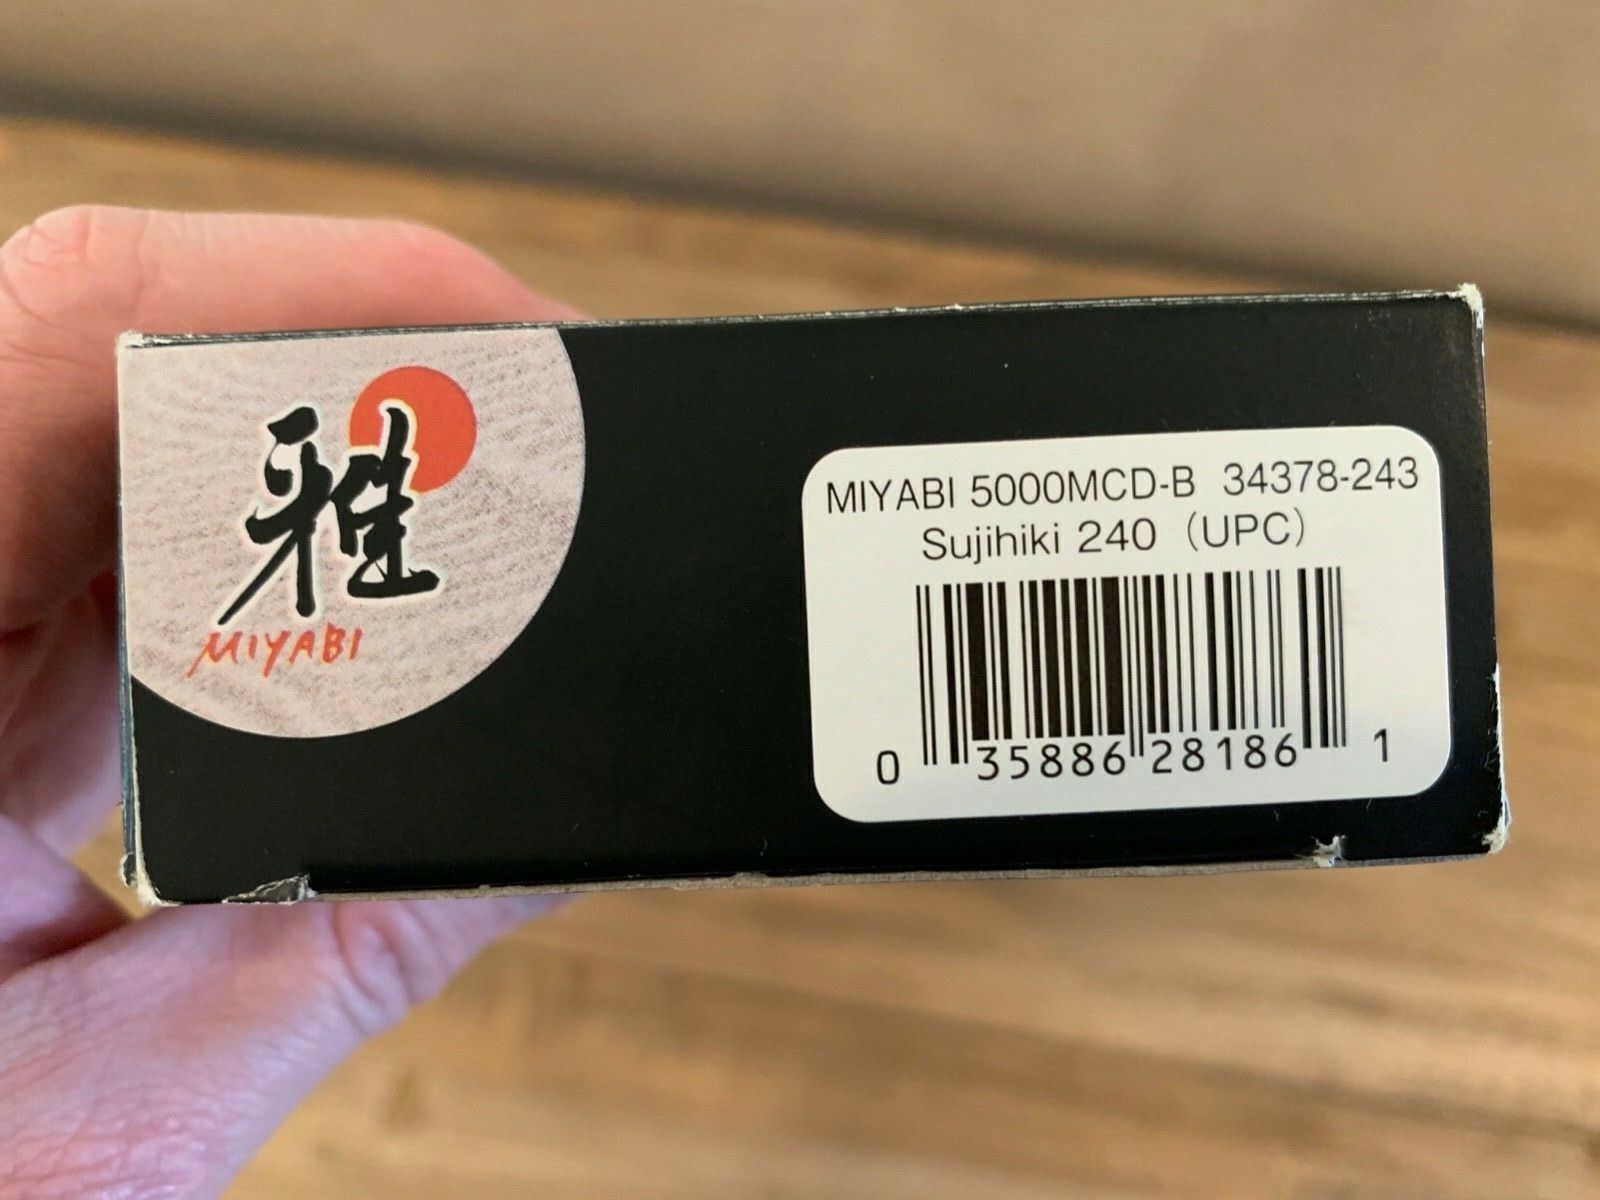 雅
MIYABI
MIYABI 5000MCD-B 34378-243
Sujihiki 240 (UPC)
0 35886 28186 1